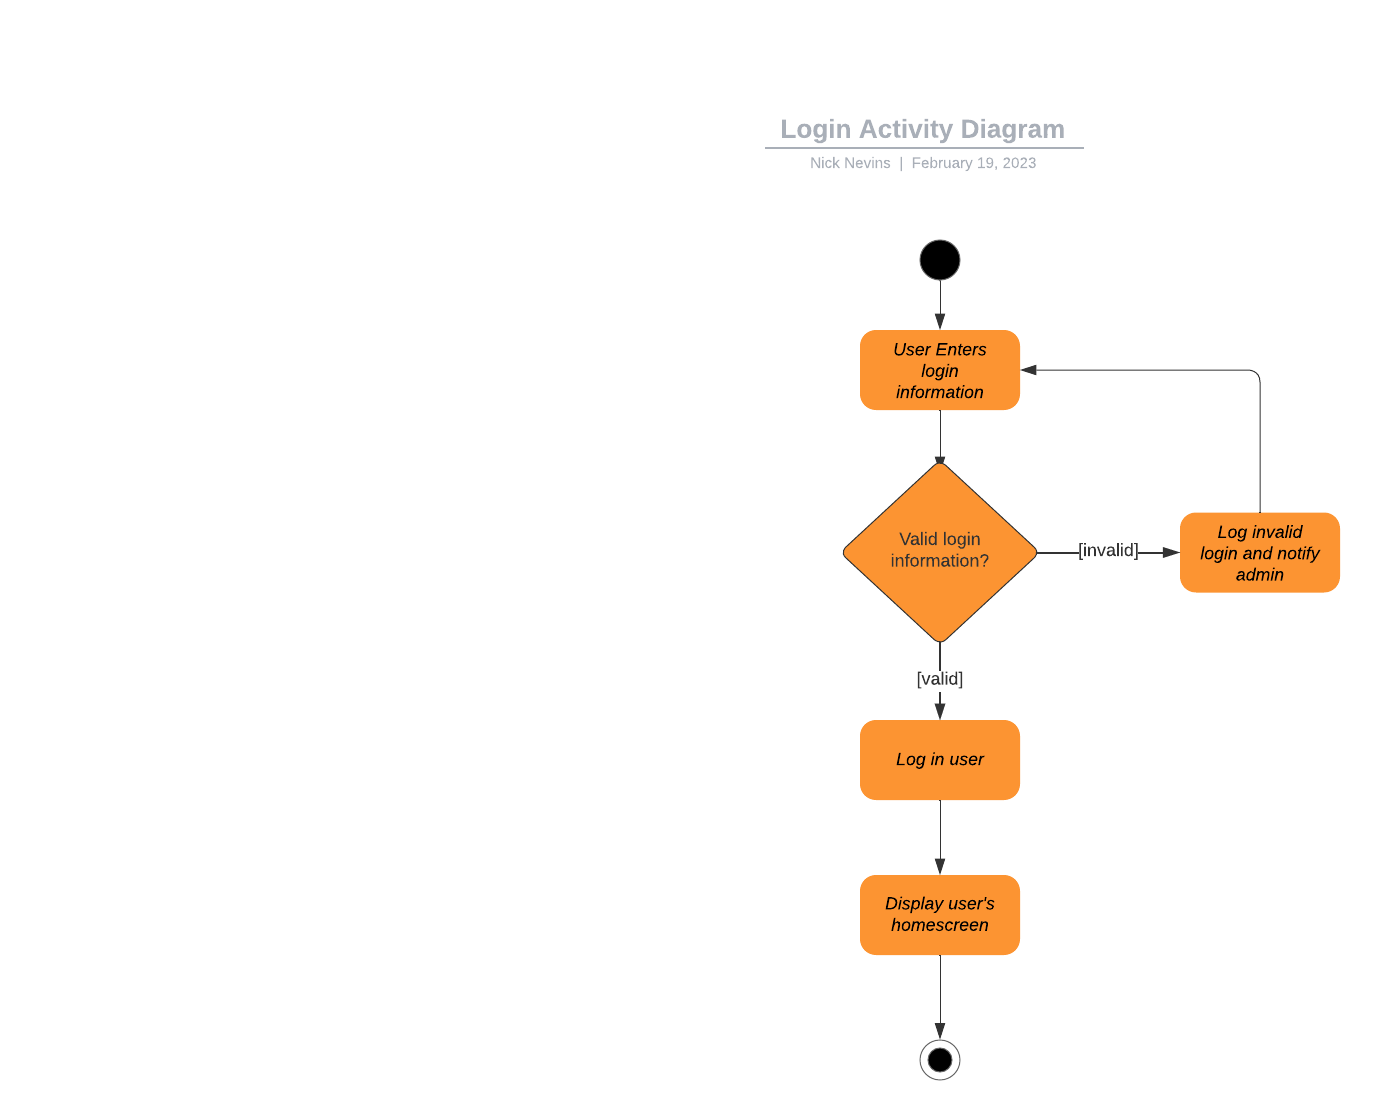 Login Activity Diagram
Nick Nevins | February 19, 2023
User Enters
login
information
Valid login
information?
[invalid]
Log invalid
login and notify
admin
[valid]
Log in user
Display user's
homescreen